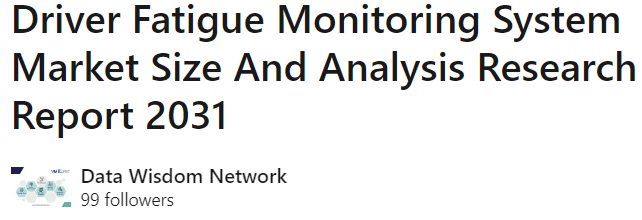 Driver Fatigue Monitoring System
Market Size And Analysis Research
Report 2031
Data Wisdom Network
99 followers